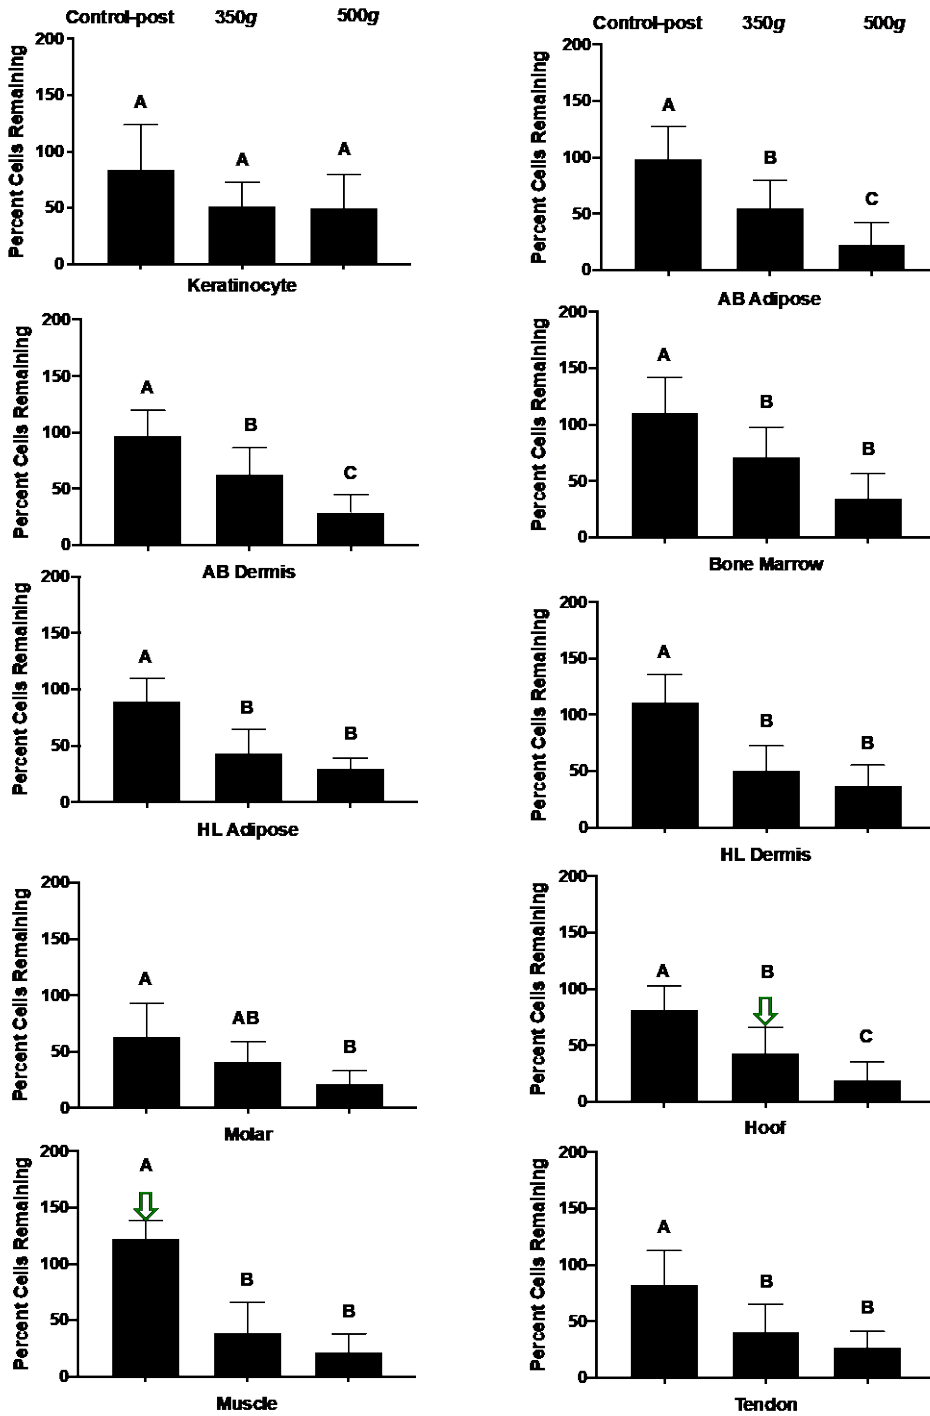 Control-post 350g 500g
200
150
100
50
0
Percent Cells Remaining
A
A
A
Keratinocyte
Control-post 350g 500g
200
150
100
50
0
Percent Cells Remaining
A
B
C
AB Adipose
200
150
100
50
0
Percent Cells Remaining
A
B
C
AB Dermis
200
150
100
50
0
Percent Cells Remaining
A
B
B
Bone Marrow
200
150
100
50
0
Percent Cells Remaining
A
B
B
HL Adipose
200
150
100
50
0
Percent Cells Remaining
A
B
B
HL Dermis
200
150
100
50
0
Percent Cells Remaining
A
AB
B
Molar
200
150
100
50
0
Percent Cells Remaining
A
B
C
Hoof
200
150
100
50
0
Percent Cells Remaining
A
B
B
Muscle
200
150
100
50
0
Percent Cells Remaining
A
B
B
Tendon